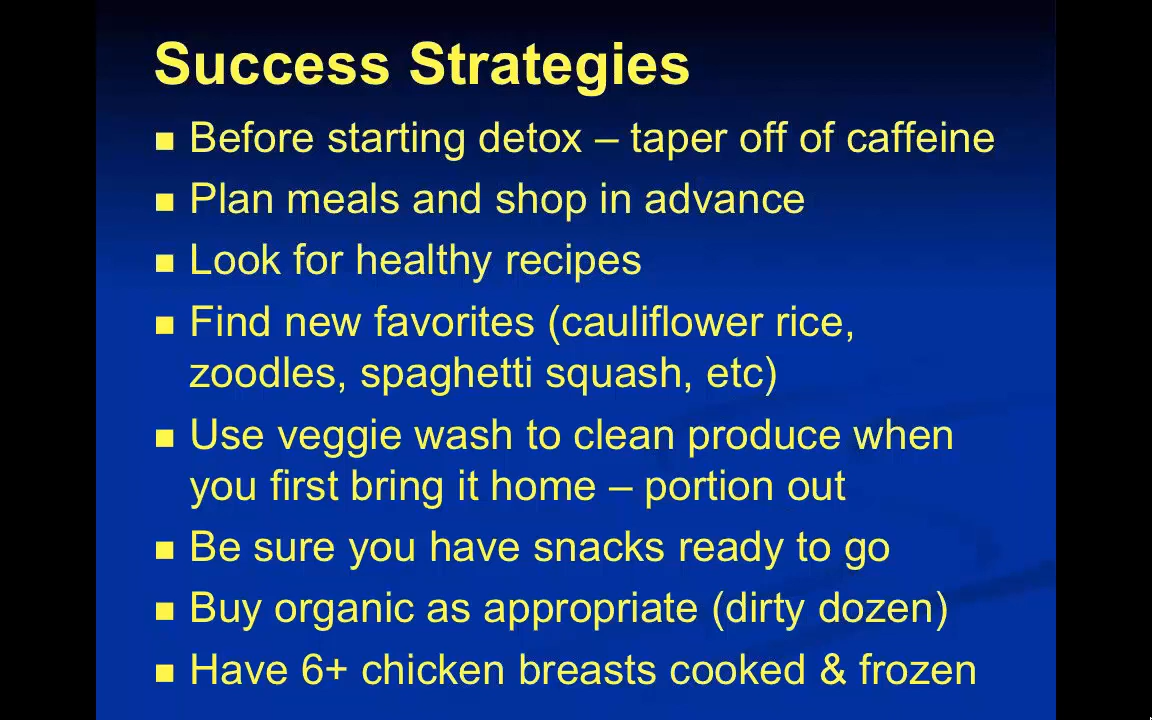 Success Strategies
■ Before starting detox – taper off of caffeine
■ Plan meals and shop in advance
■ Look for healthy recipes
■ Find new favorites (cauliflower rice,
zoodles, spaghetti squash, etc)
■ Use veggie wash to clean produce when
you first bring it home – portion out
■ Be sure you have snacks ready to go
■ Buy organic as appropriate (dirty dozen)
■ Have 6+ chicken breasts cooked & frozen